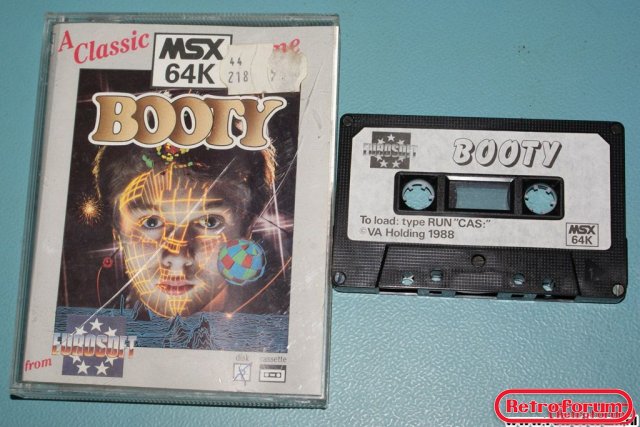 A Classic
MSX
64K
44
218
BOOTY
from
EUROSOFT
disk
cassette
EUROSOFT
BOOTY
To load: type RUN "CAS:"
©VA Holding 1988
MSX
64K
RetroForum